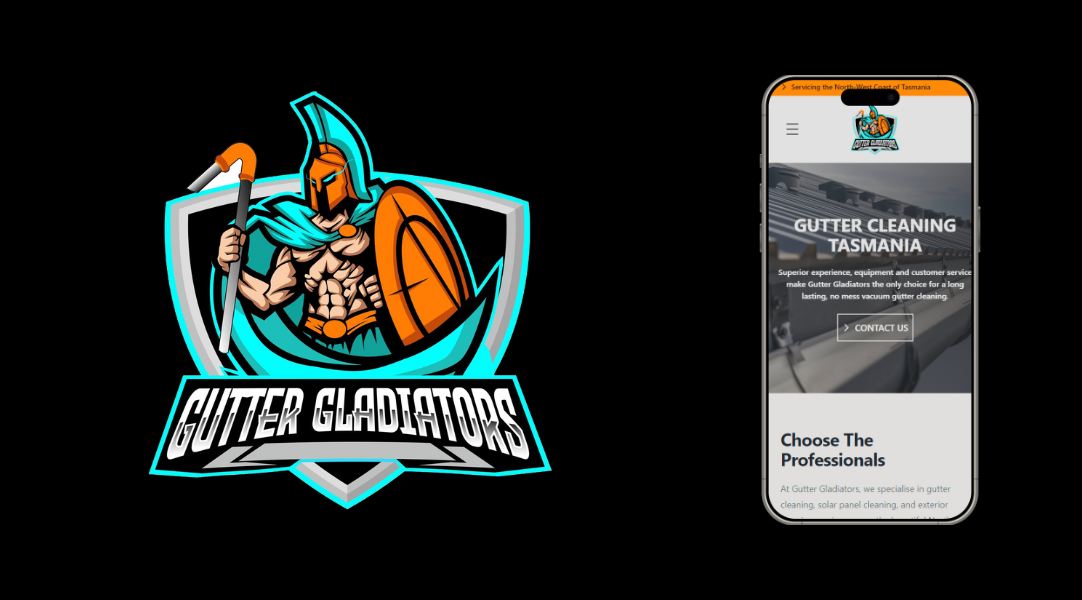 GUTTER GLADIATORS
Servicing the North-West Coast of Tasmania
GUTTER GLADIATORS
GUTTER CLEANING
TASMANIA
Superior experience, equipment and customer service
make Gutter Gladiators the only choice for a long
lasting, no mess vacuum gutter cleaning.
CONTACT US
Choose The
Professionals
At Gutter Gladiators, we specialise in gutter
cleaning, solar panel cleaning, and exterior